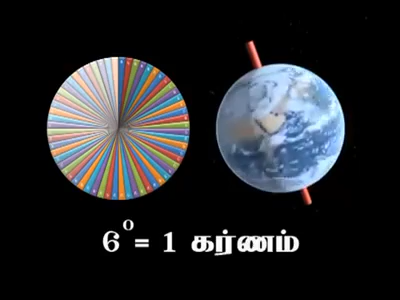 6° = 1 கர்ணம்